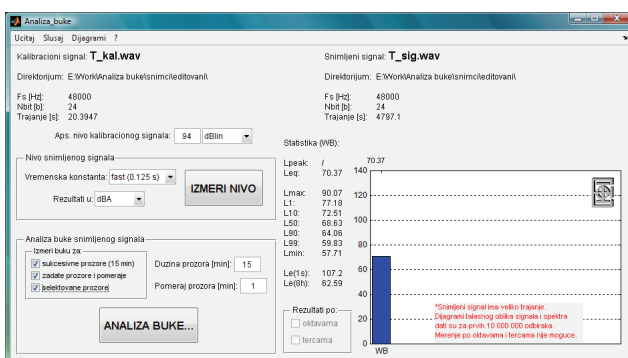 Analiza_buke
Ucitaj Slusaj Dijagrami ?
Kalibracioni signal: T_kal.wav
Direktorijum: E:\Work\Analiza buke\snimci\editovani\
Fs [Hz]: 48000
Nbit [b]: 24
Trajanje [s]: 20.3947
Snimljeni signal: T_sig.wav
Direktorijum: E:\Work\Analiza buke\snimci\editovani\
Fs [Hz]: 48000
Nbit [b]: 24
Trajanje [s]: 4797.1
Aps. nivo kalibracionog signala: 94 dBlin
Nivo snimljenog signala
Vremenska konstanta: fast (0.125 s)
Rezultati u: dBA
IZMERI NIVO
Analiza buke snimljenog signala
Izmeri buku za:
sukcesivne prozore (15 min)
zadate prozore i pomeraje
selektovane prozore
Duzina prozora [min]: 15
Pomeraj prozora [min]: 1
ANALIZA BUKE...
Statistika (WB):
Lpeak: /
Leq: 70.37
Lmax: 90.07
L1: 77.18
L10: 72.51
L50: 68.63
L90: 64.06
L99: 59.83
Lmin: 57.71
Le(1s): 107.2
Le(8h): 62.59
Rezultati po:
oktavama
tercama
70.37
140
120
100
80
60
40
20
0
WB
*Snimljeni signal ima veliko trajanje.
Dijagrami talasnog oblika signala i spektra
dati su za prvih 10 000 000 odbiraka.
Merenje po oktavama i tercama nije moguce.